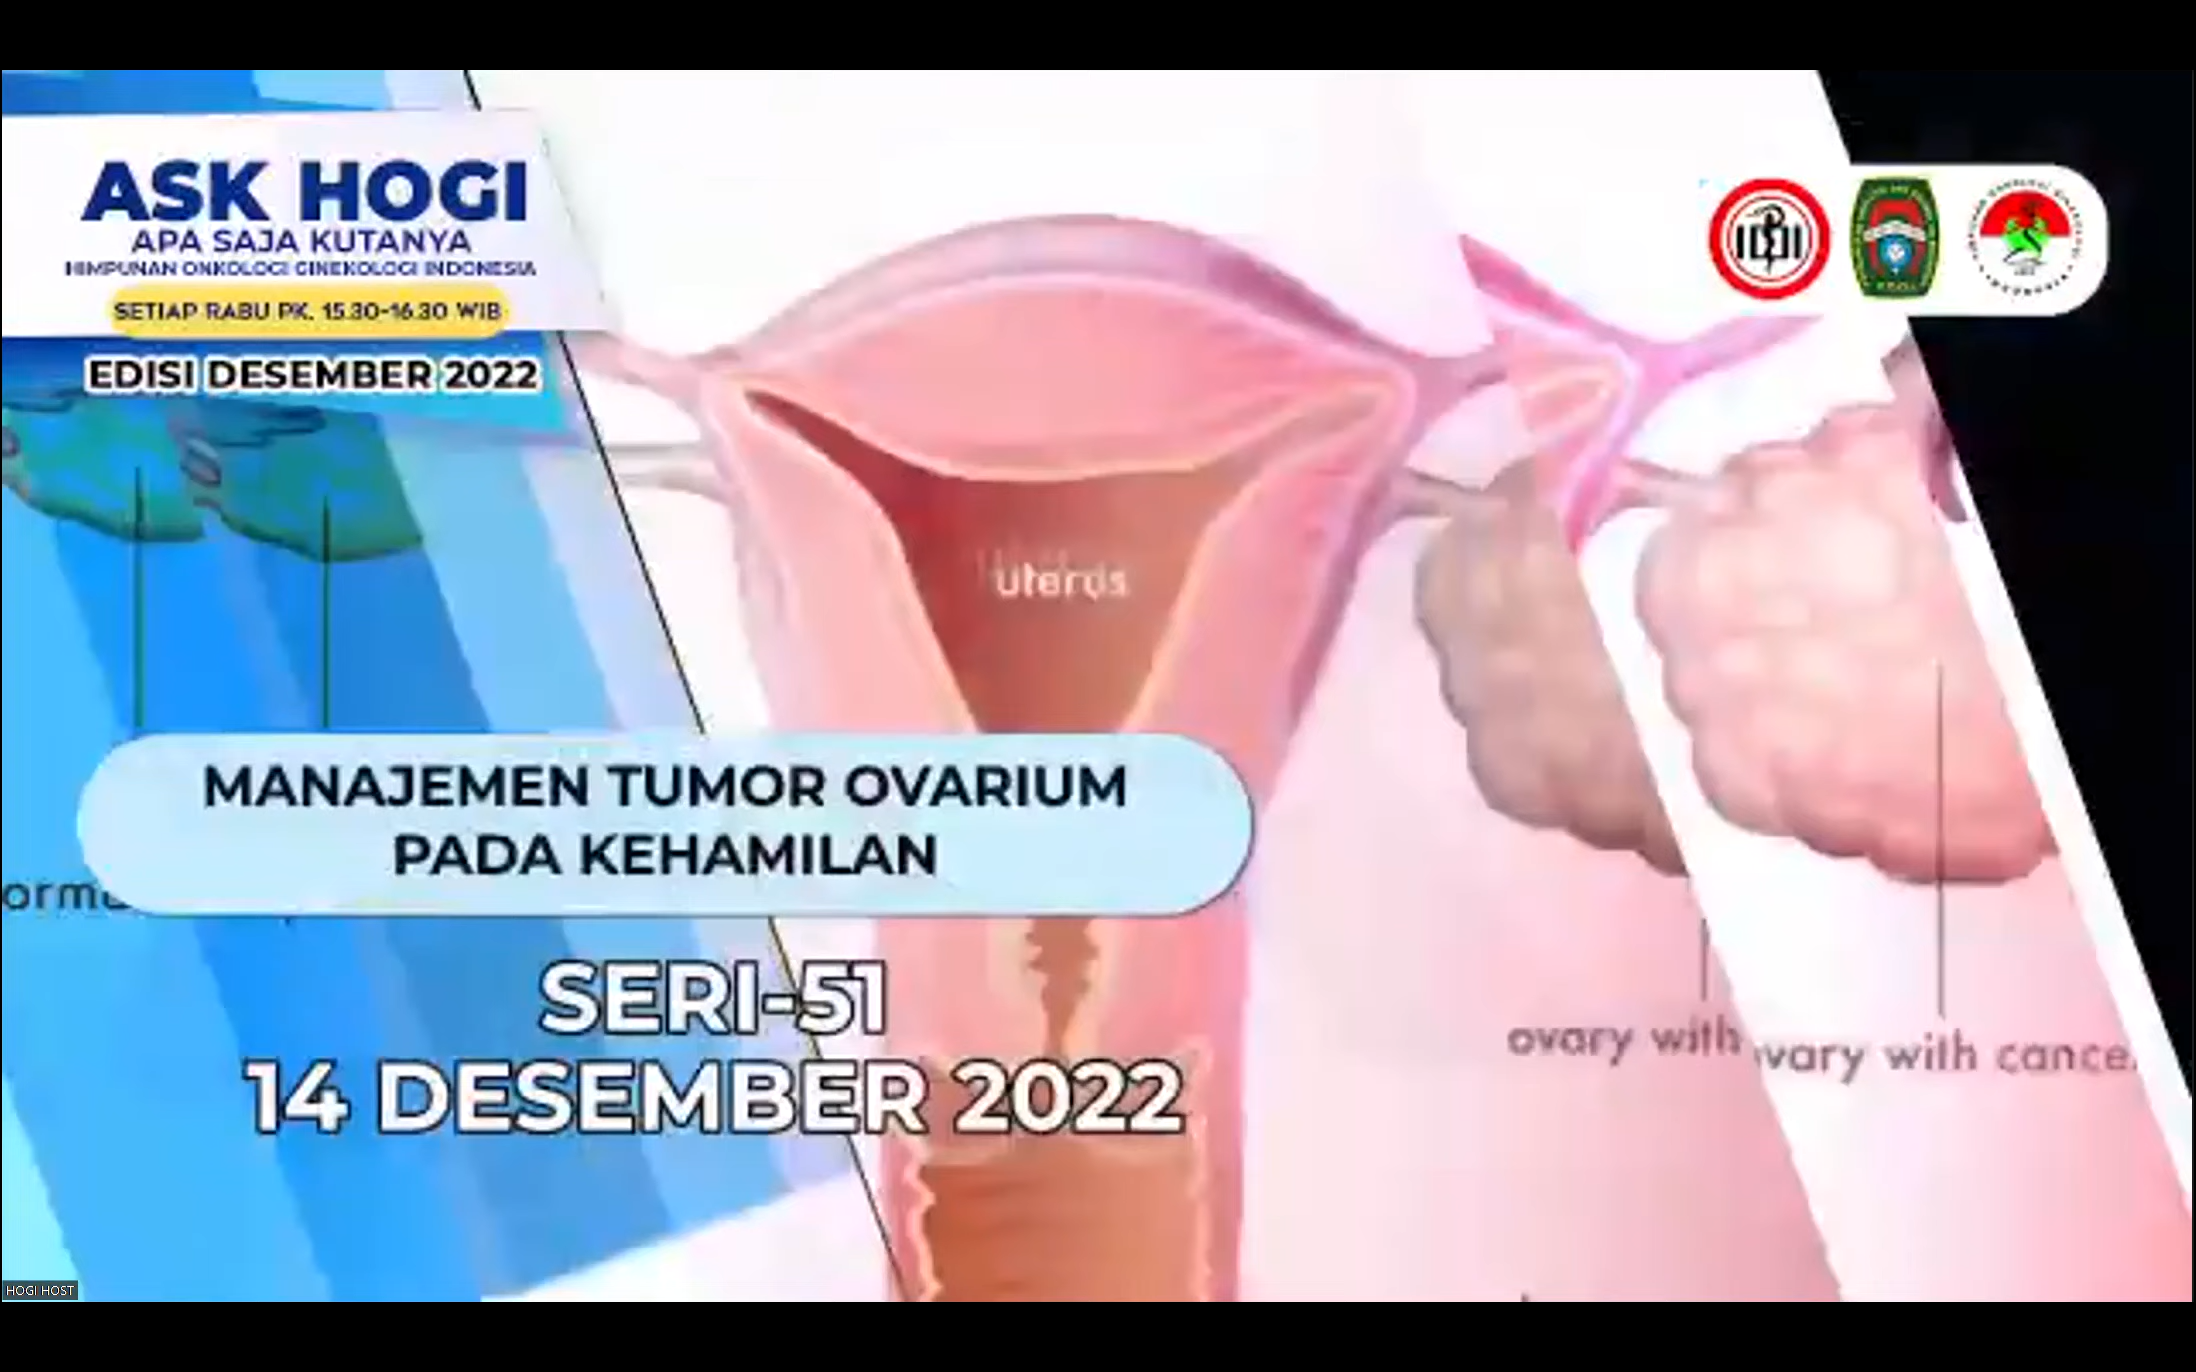 ASK HOGI
APA SAJA KUTANYA
HIMPUNAN ONKOLOGI GINEKOLOGI INDONESIA
SETIAP RABU PK. 15.30-16.30 WIB
EDISI DESEMBER 2022
IDI
uterus
MANAJEMEN TUMOR OVARIUM
PADA KEHAMILAN
SERI-51
14 DESEMBER 2022
ovary with
vary with cance
HOGI HOST